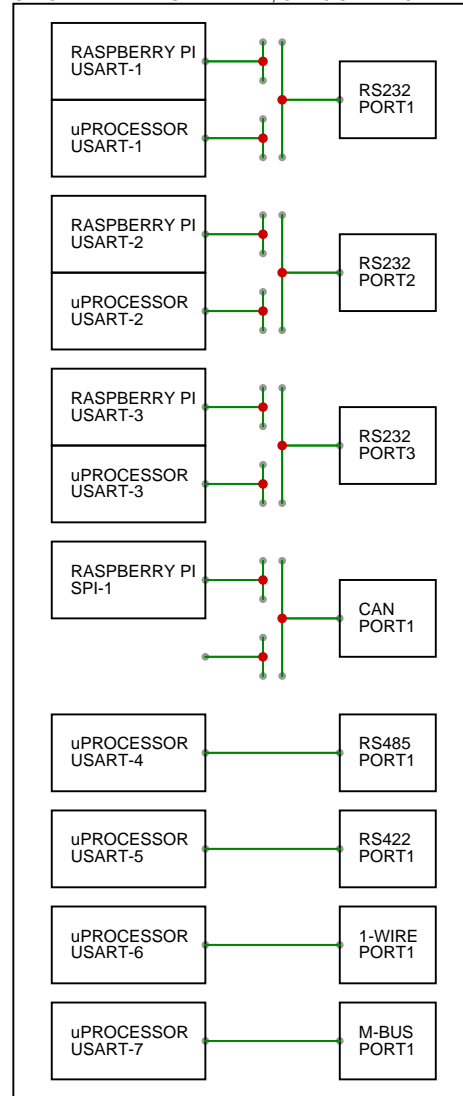 RASPBERRY PI
USART-1
RS232
PORT1
uPROCESSOR
USART-1
RASPBERRY PI
USART-2
RS232
PORT2
uPROCESSOR
USART-2
RASPBERRY PI
USART-3
RS232
PORT3
uPROCESSOR
USART-3
RASPBERRY PI
SPI-1
CAN
PORT1
uPROCESSOR
USART-4
RS485
PORT1
uPROCESSOR
USART-5
RS422
PORT1
uPROCESSOR
USART-6
1-WIRE
PORT1
uPROCESSOR
USART-7
M-BUS
PORT1